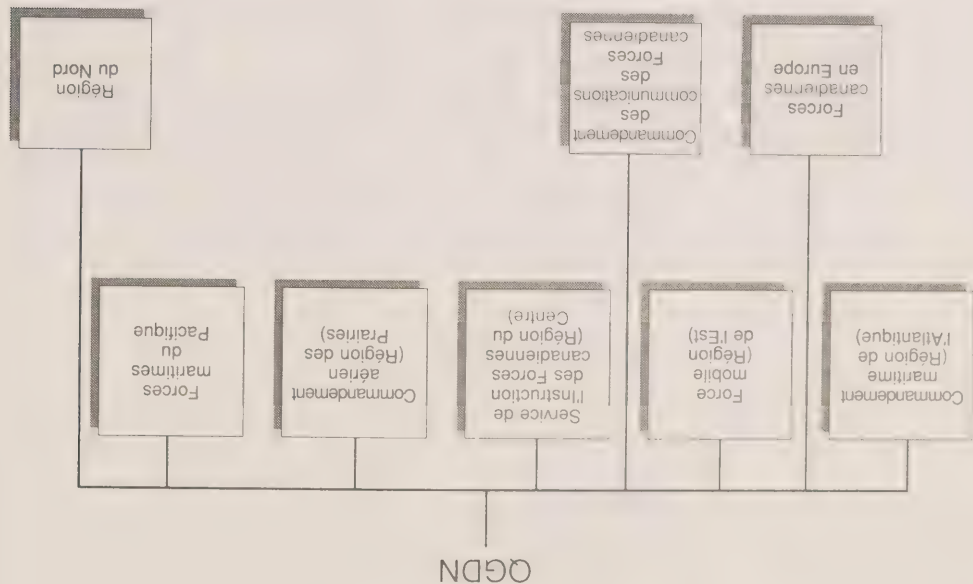 QGDN
Commandement
maritime
(Région de
l'Atlantique)
Force
mobile
(Région
de l'Est)
Service de
l'Instruction
des Forces
canadiennes
(Région du
Centre)
Commandement
aérien
(Région des
Prairies)
Forces
maritimes
du
Pacifique
Forces
canadiennes
en Europe
Commandement
des
communications
des
Forces
canadiennes
Région
du Nord